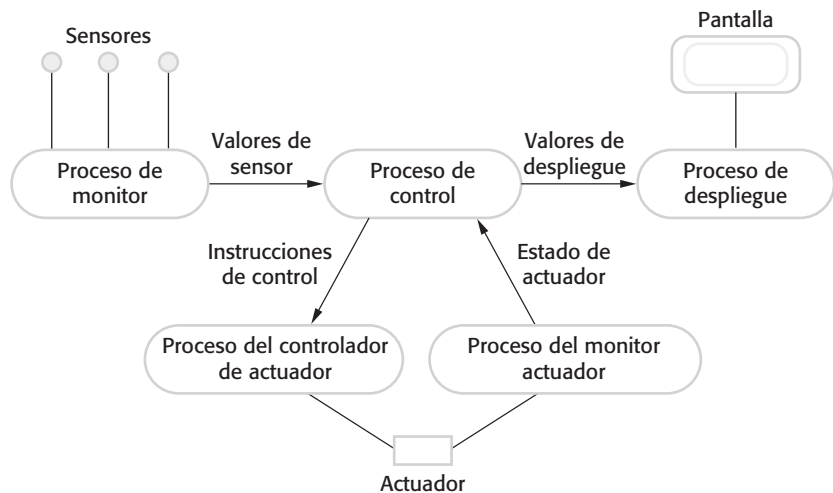 Sensores
Pantalla
Valores de
sensor
Valores de
despliegue
Proceso de
monitor
Proceso de
control
Proceso de
despliegue
Instrucciones
de control
Estado de
actuador
Proceso del controlador
de actuador
Proceso del monitor
actuador
Actuador